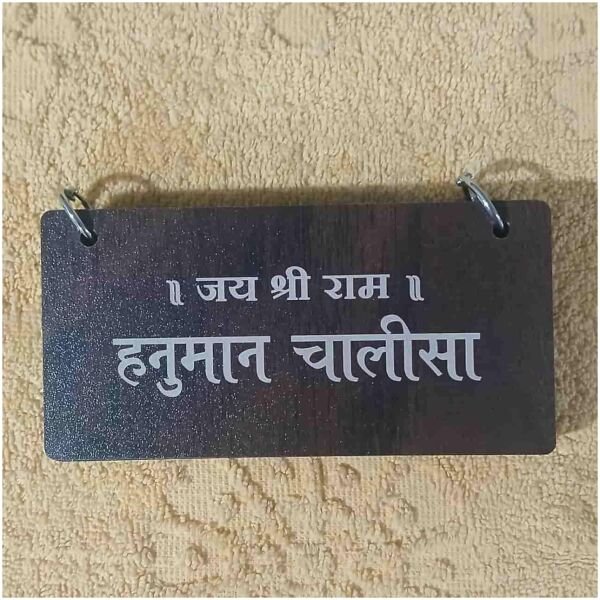 ॥ जय श्री राम ॥
हनुमान चालीसा